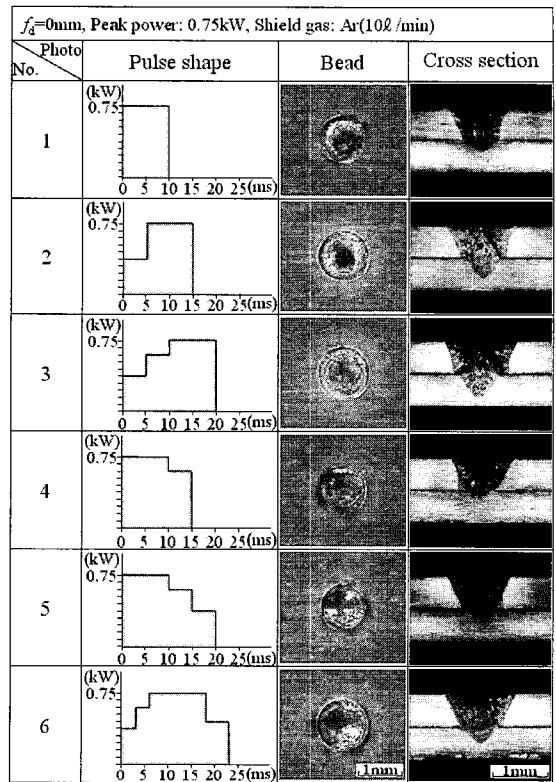 fd=0mm, Peak power: 0.75kW, Shield gas: Ar(10ℓ/min)
Photo No. Pulse shape Bead Cross section
1
(kW)
0.75
0 5 10 15 20 25(ms)
2
(kW)
0.75
0 5 10 15 20 25(ms)
3
(kW)
0.75
0 5 10 15 20 25(ms)
4
(kW)
0.75
0 5 10 15 20 25(ms)
5
(kW)
0.75
0 5 10 15 20 25(ms)
6
(kW)
0.75
0 5 10 15 20 25(ms)
1mm 1mm